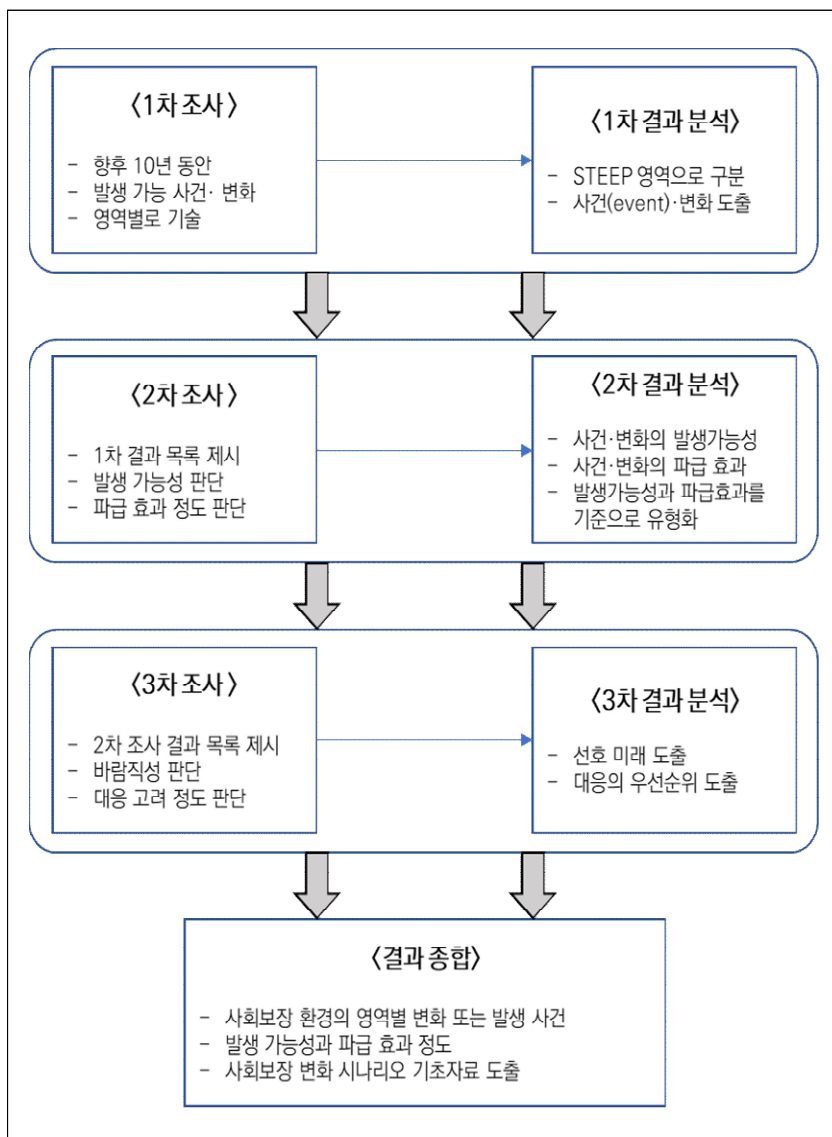 〈1차 조사〉
- 향후 10년 동안
- 발생 가능 사건· 변화
- 영역별로 기술
〈1차 결과 분석〉
- STEEP 영역으로 구분
- 사건(event)·변화 도출
〈2차 조사〉
- 1차 결과 목록 제시
- 발생 가능성 판단
- 파급 효과 정도 판단
〈2차 결과 분석〉
- 사건·변화의 발생가능성
- 사건·변화의 파급 효과
- 발생가능성과 파급효과를
기준으로 유형화
〈3차 조사〉
- 2차 조사 결과 목록 제시
- 바람직성 판단
- 대응 고려 정도 판단
〈3차 결과 분석〉
- 선호 미래 도출
- 대응의 우선순위 도출
〈결과 종합〉
- 사회보장 환경의 영역별 변화 또는 발생 사건
- 발생 가능성과 파급 효과 정도
- 사회보장 변화 시나리오 기초자료 도출